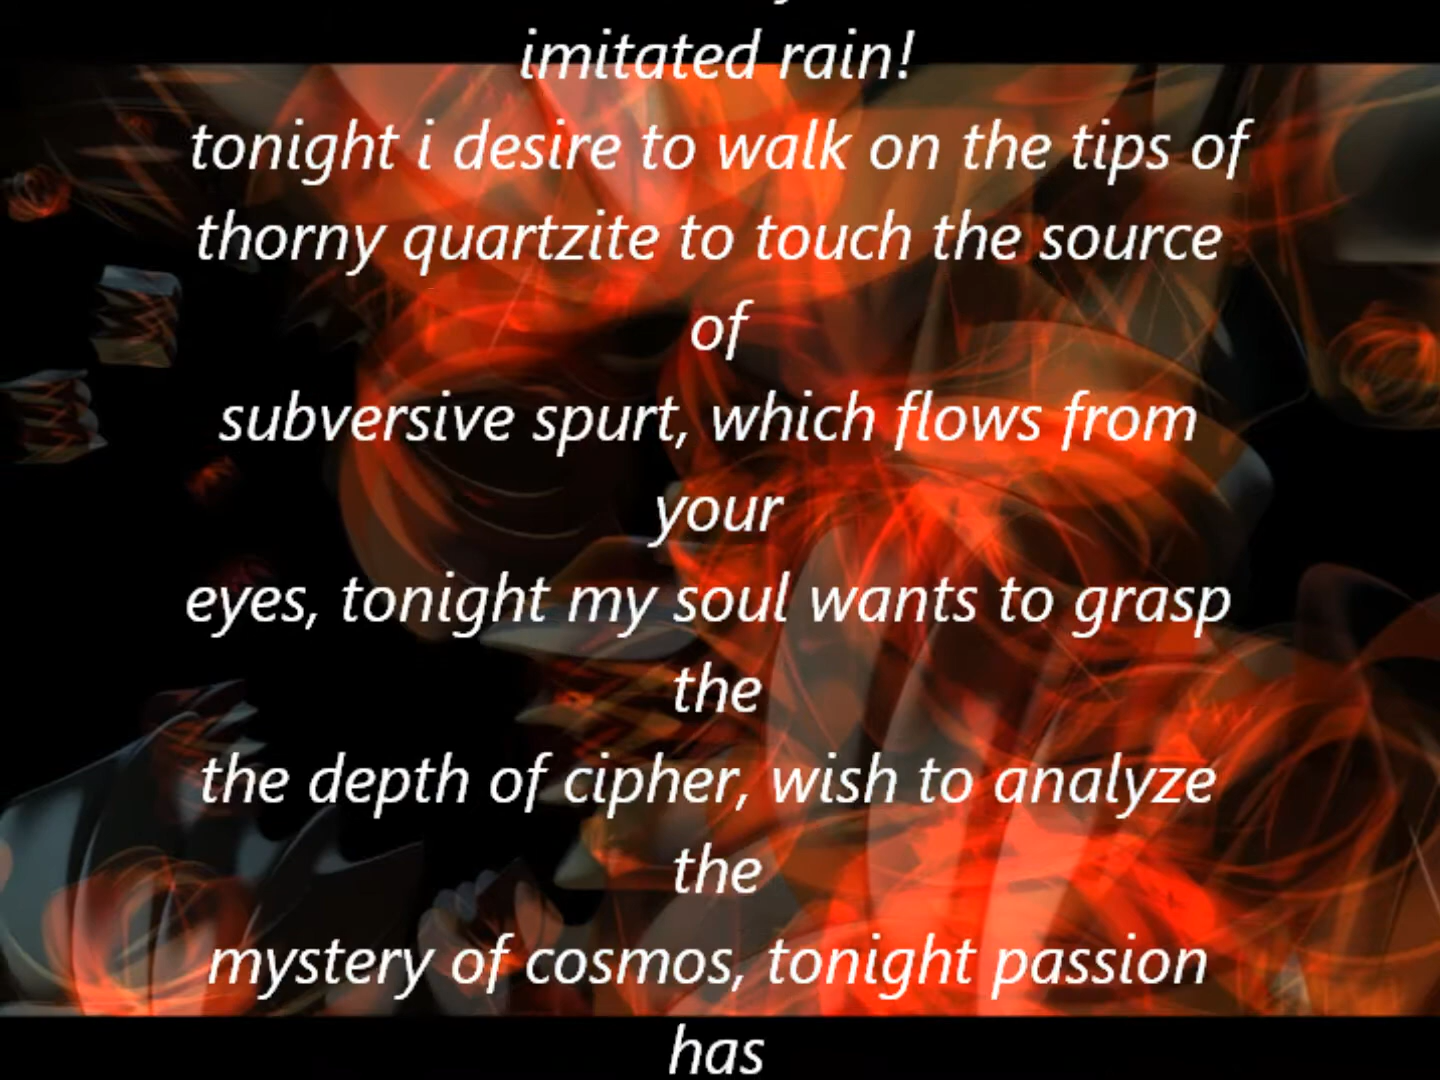 imitated rain!
tonight i desire to walk on the tips of
thorny quartzite to touch the source
of
subversive spurt, which flows from
your
eyes, tonight my soul wants to grasp
the
the depth of cipher, wish to analyze
the
mystery of cosmos, tonight passion
has